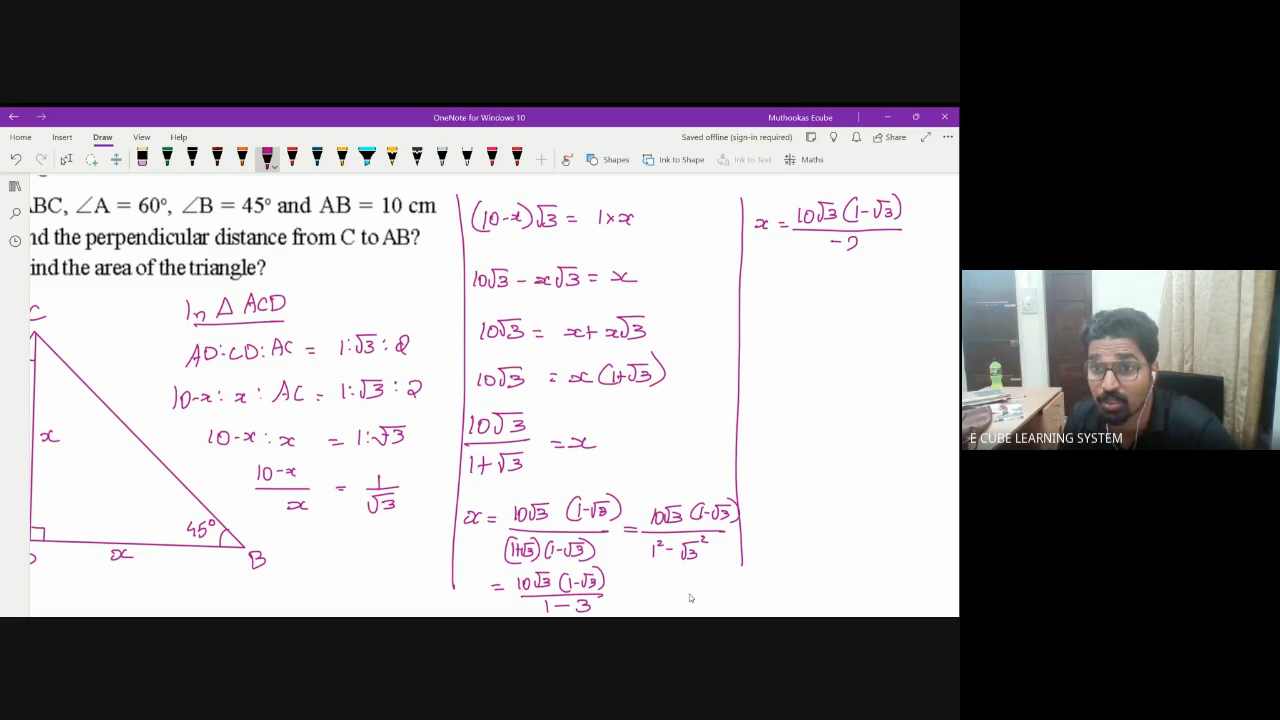 OneNote for Windows 10
Muthookas Ecube
Home Insert Draw View Help
Saved offline (sign-in required)
Share
Shapes
Ink to Shape
Ink to Text
Maths
BC, ∠A = 60°, ∠B = 45° and AB = 10 cm
nd the perpendicular distance from C to AB?
ind the area of the triangle?
C
x
45°
x
B
In Δ ACD
AD:CD:AC = 1:√3:2
10-x : x : AC = 1:√3:2
10-x : x = 1:√3
10-x/x = 1/√3
(10-x)√3 = 1×x
10√3 - x√3 = x
10√3 = x+x√3
10√3 = x(1+√3)
10√3/1+√3 = x
x = 10√3 (1-√3)/(1+√3)(1-√3) = 10√3 (1-√3)/1² - √3²
= 10√3 (1-√3)/1-3
x = 10√3 (1-√3)/-2
E CUBE LEARNING SYSTEM